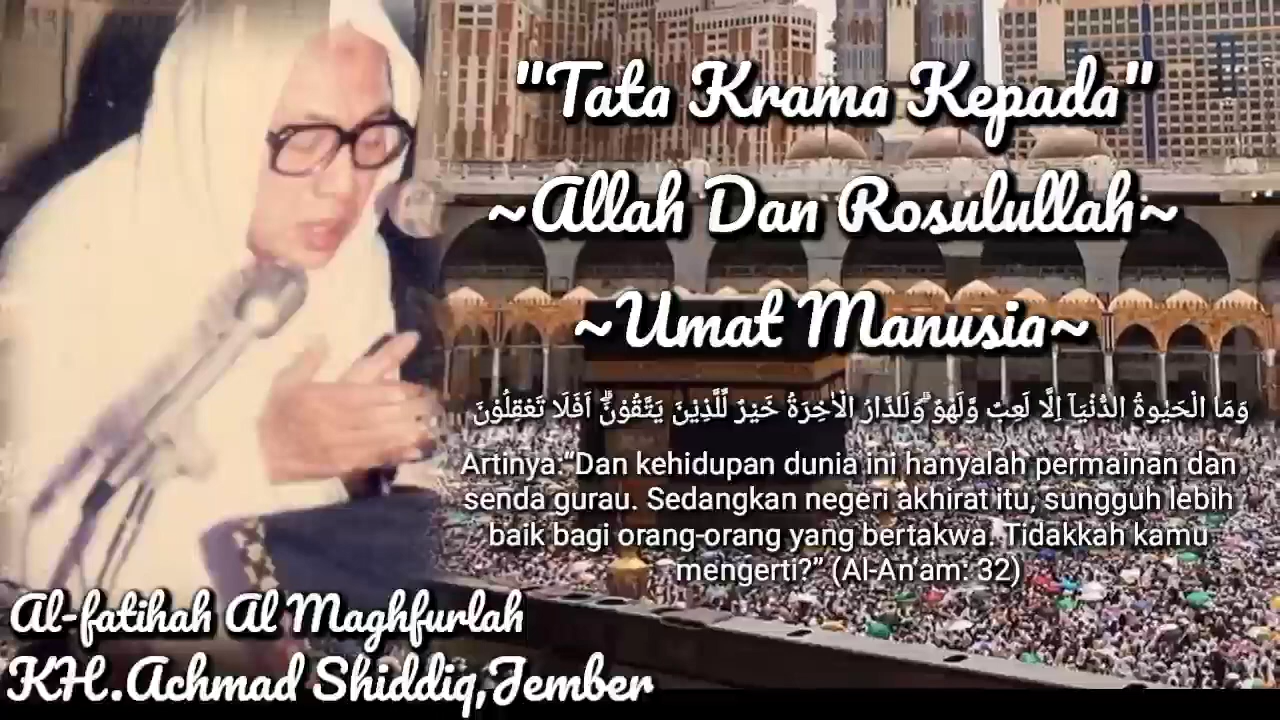 "Tata Krama Kepada"
~Allah Dan Rosulullah~
~Umat Manusia~
وَمَا الْحَيٰوةُ الدُّنْيَآ اِلَّا لَعِبٌ وَّلَهْوٌ ۗوَلَلدَّارُ الْاٰخِرَةُ خَيْرٌ لِّلَّذِيْنَ يَتَّقُوْنَۗ اَفَلَا تَعْقِلُوْنَ
Artinya:“Dan kehidupan dunia ini hanyalah permainan dan
senda gurau. Sedangkan negeri akhirat itu, sungguh lebih
baik bagi orang-orang yang bertakwa. Tidakkah kamu
mengerti?” (Al-An’am: 32)
Al-fatihah Al Maghfurlah
KH.Achmad Shiddiq,Jember